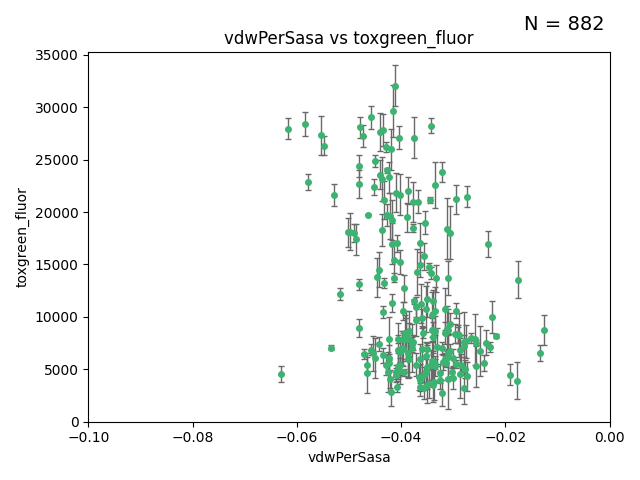 N = 882
vdwPerSasa vs toxgreen_fluor
35000
30000
25000
20000
15000
10000
5000
0
toxgreen_fluor
−0.10 −0.08 −0.06 −0.04 −0.02 0.00
vdwPerSasa